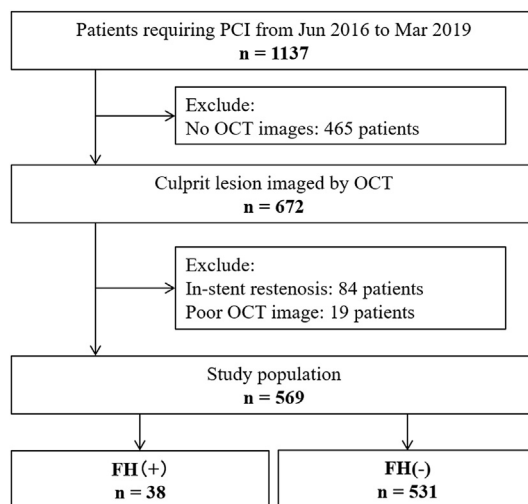 Patients requiring PCI from Jun 2016 to Mar 2019
n = 1137
Exclude:
No OCT images: 465 patients
Culprit lesion imaged by OCT
n = 672
Exclude:
In-stent restenosis: 84 patients
Poor OCT image: 19 patients
Study population
n = 569
FH(+)
n = 38
FH(-)
n = 531